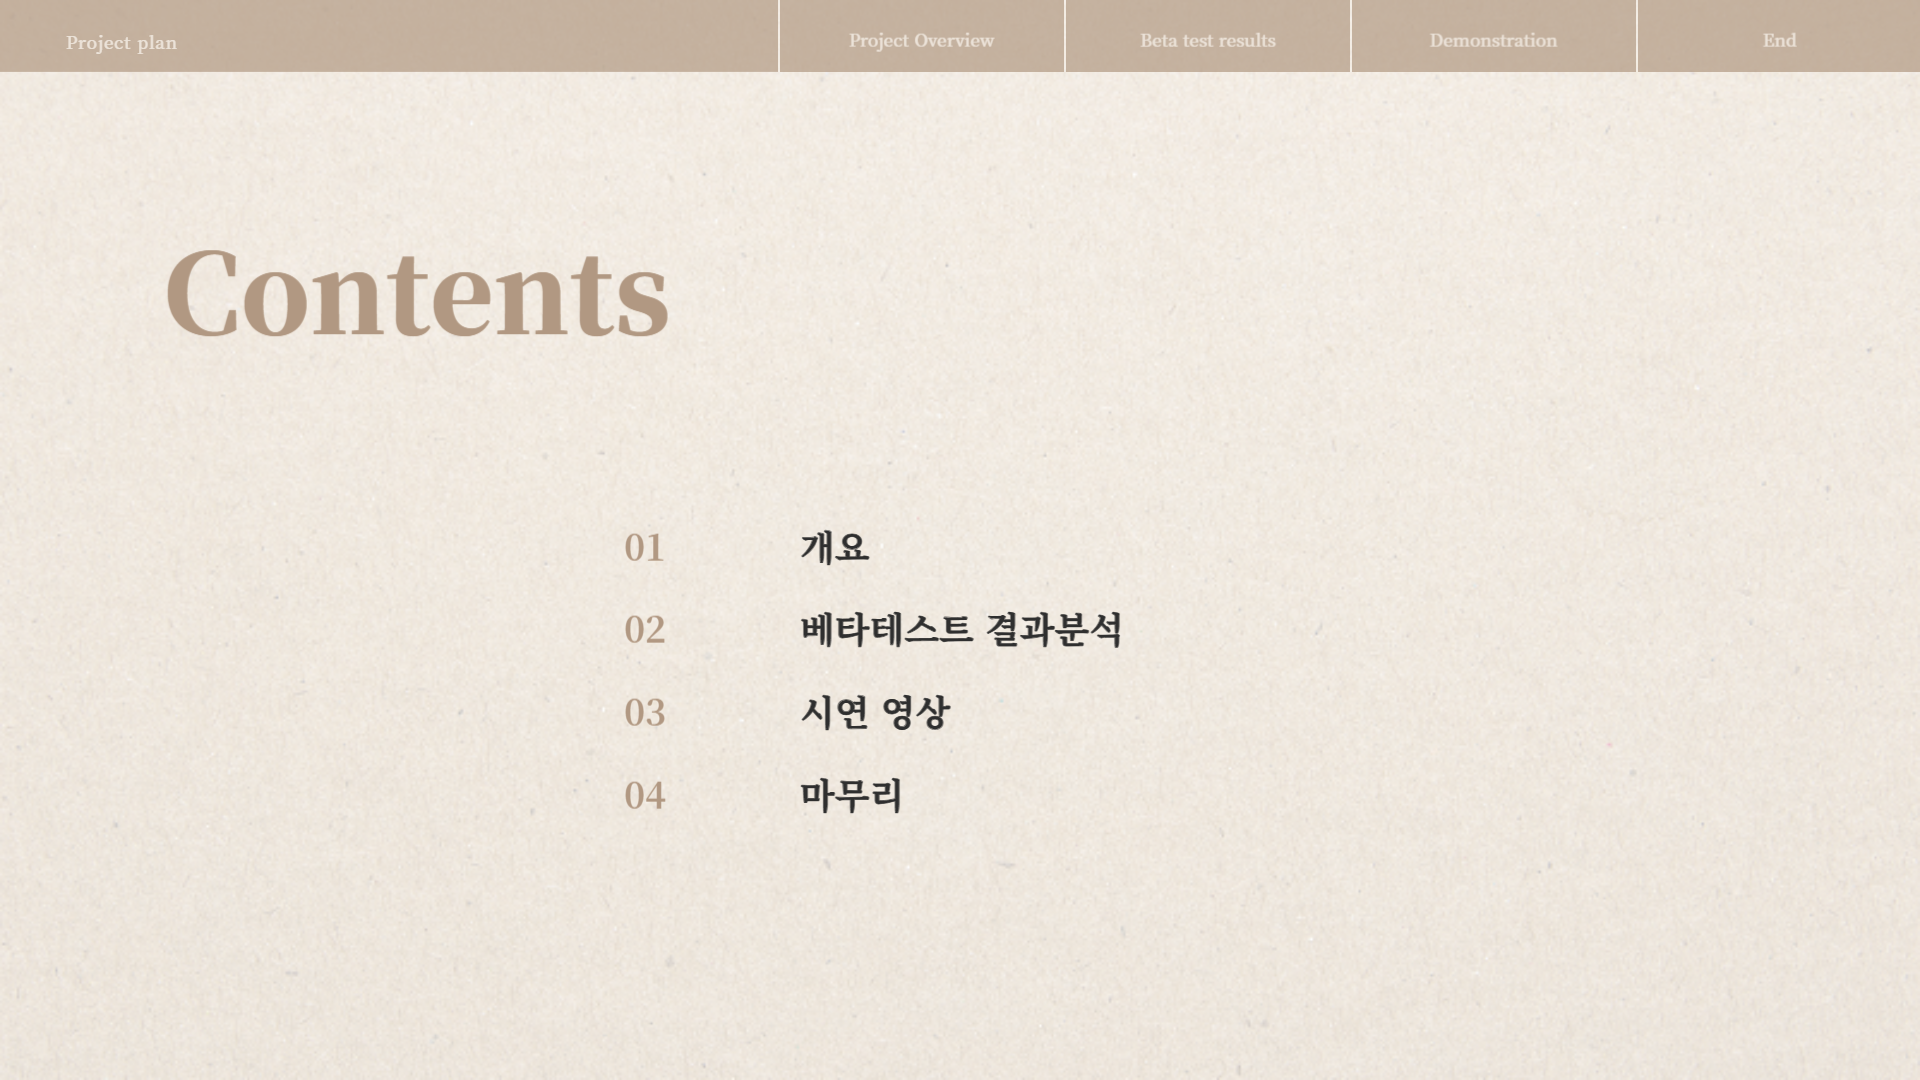 Project plan
Project Overview
Beta test results
Demonstration
End
Contents
01 개요
02 베타테스트 결과분석
03 시연 영상
04 마무리